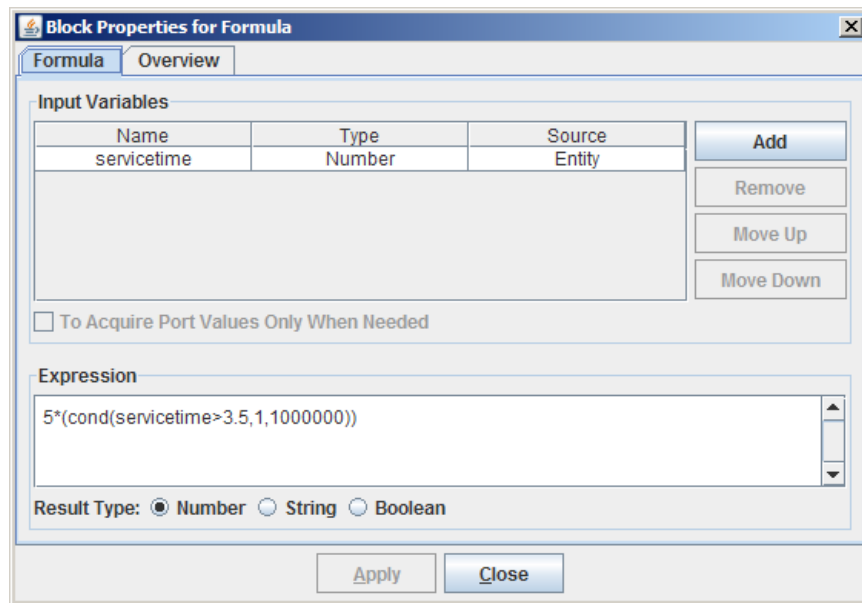 Block Properties for Formula
Formula Overview
Input Variables
Name Type Source
servicetime Number Entity
Add
Remove
Move Up
Move Down
To Acquire Port Values Only When Needed
Expression
5*(cond(servicetime>3.5,1,1000000))
Result Type: Number String Boolean
Apply Close